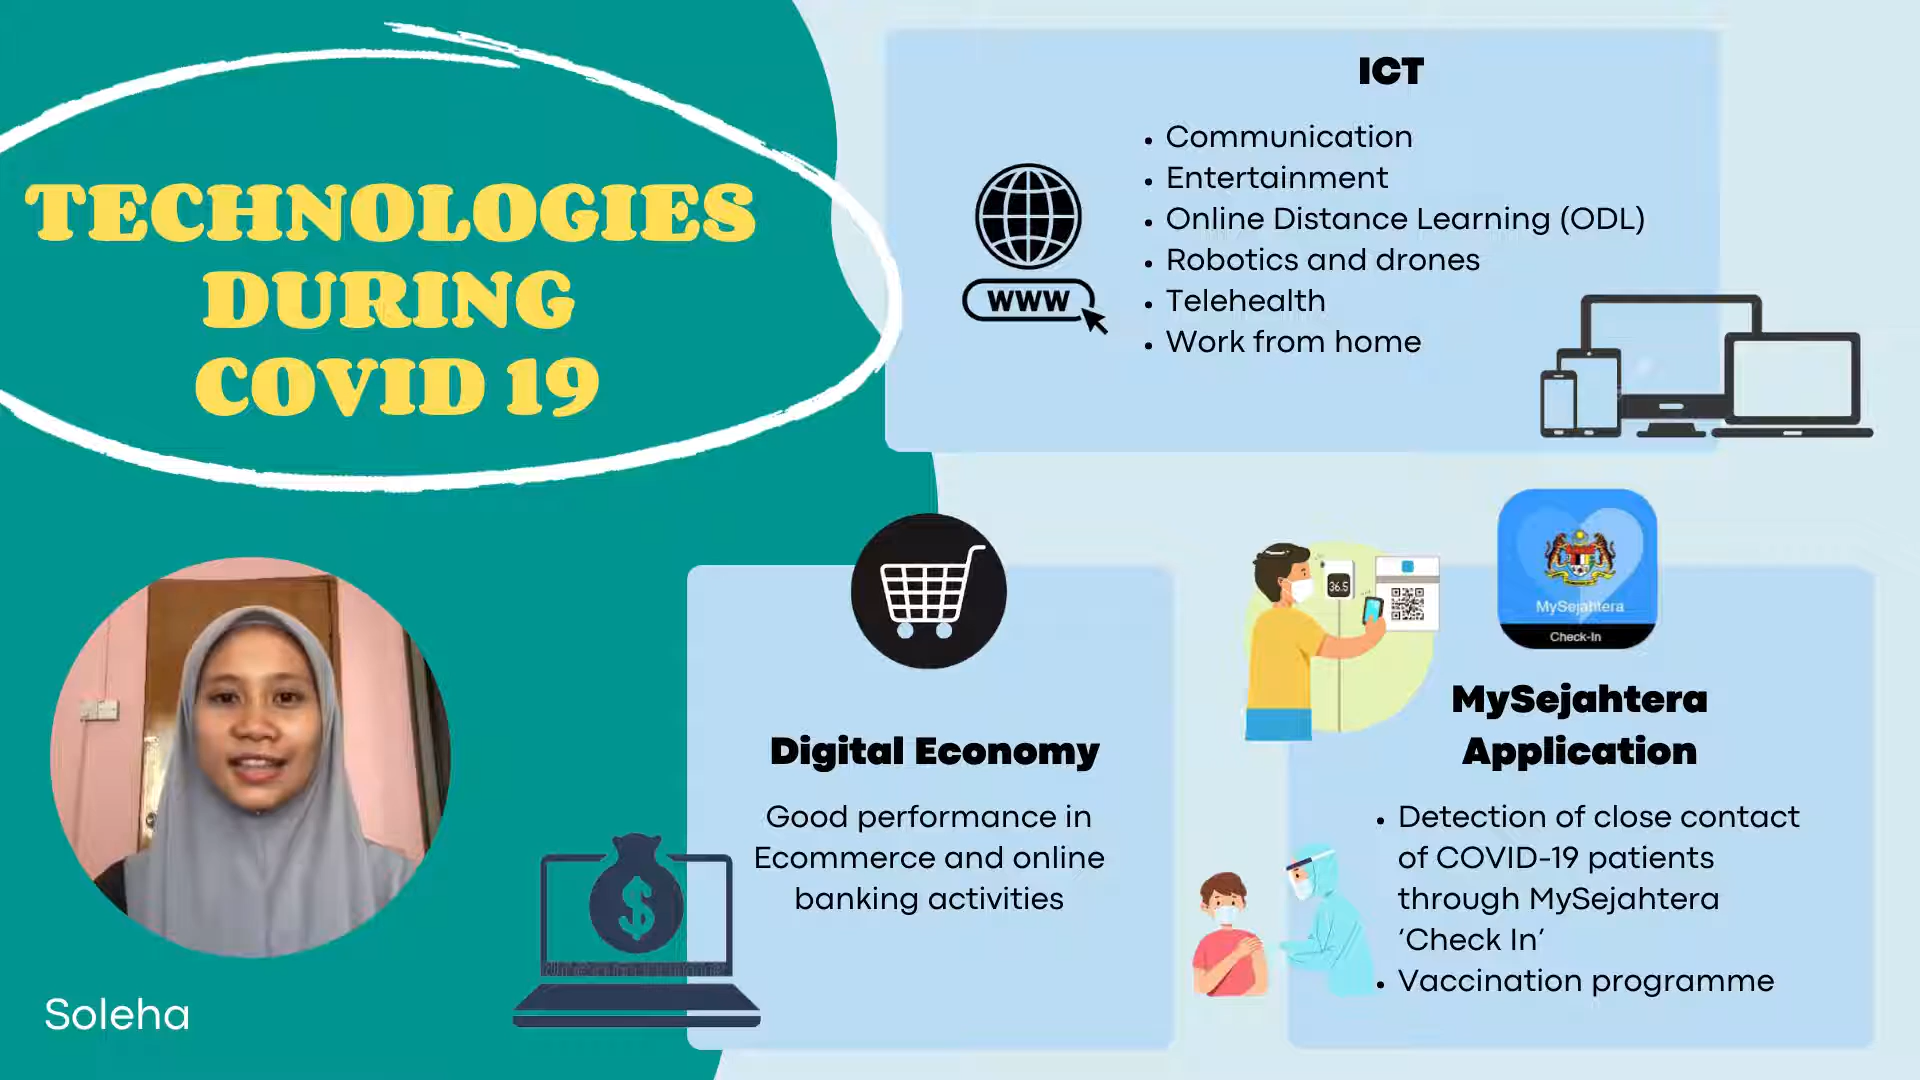 TECHNOLOGIES
DURING
COVID 19
Soleha
ICT
WWW
• Communication
• Entertainment
• Online Distance Learning (ODL)
• Robotics and drones
• Telehealth
• Work from home
Digital Economy
Good performance in
Ecommerce and online
banking activities
$
36.5
MySejahtera
Check-In
MySejahtera
Application
• Detection of close contact
of COVID-19 patients
through MySejahtera
‘Check In’
• Vaccination programme